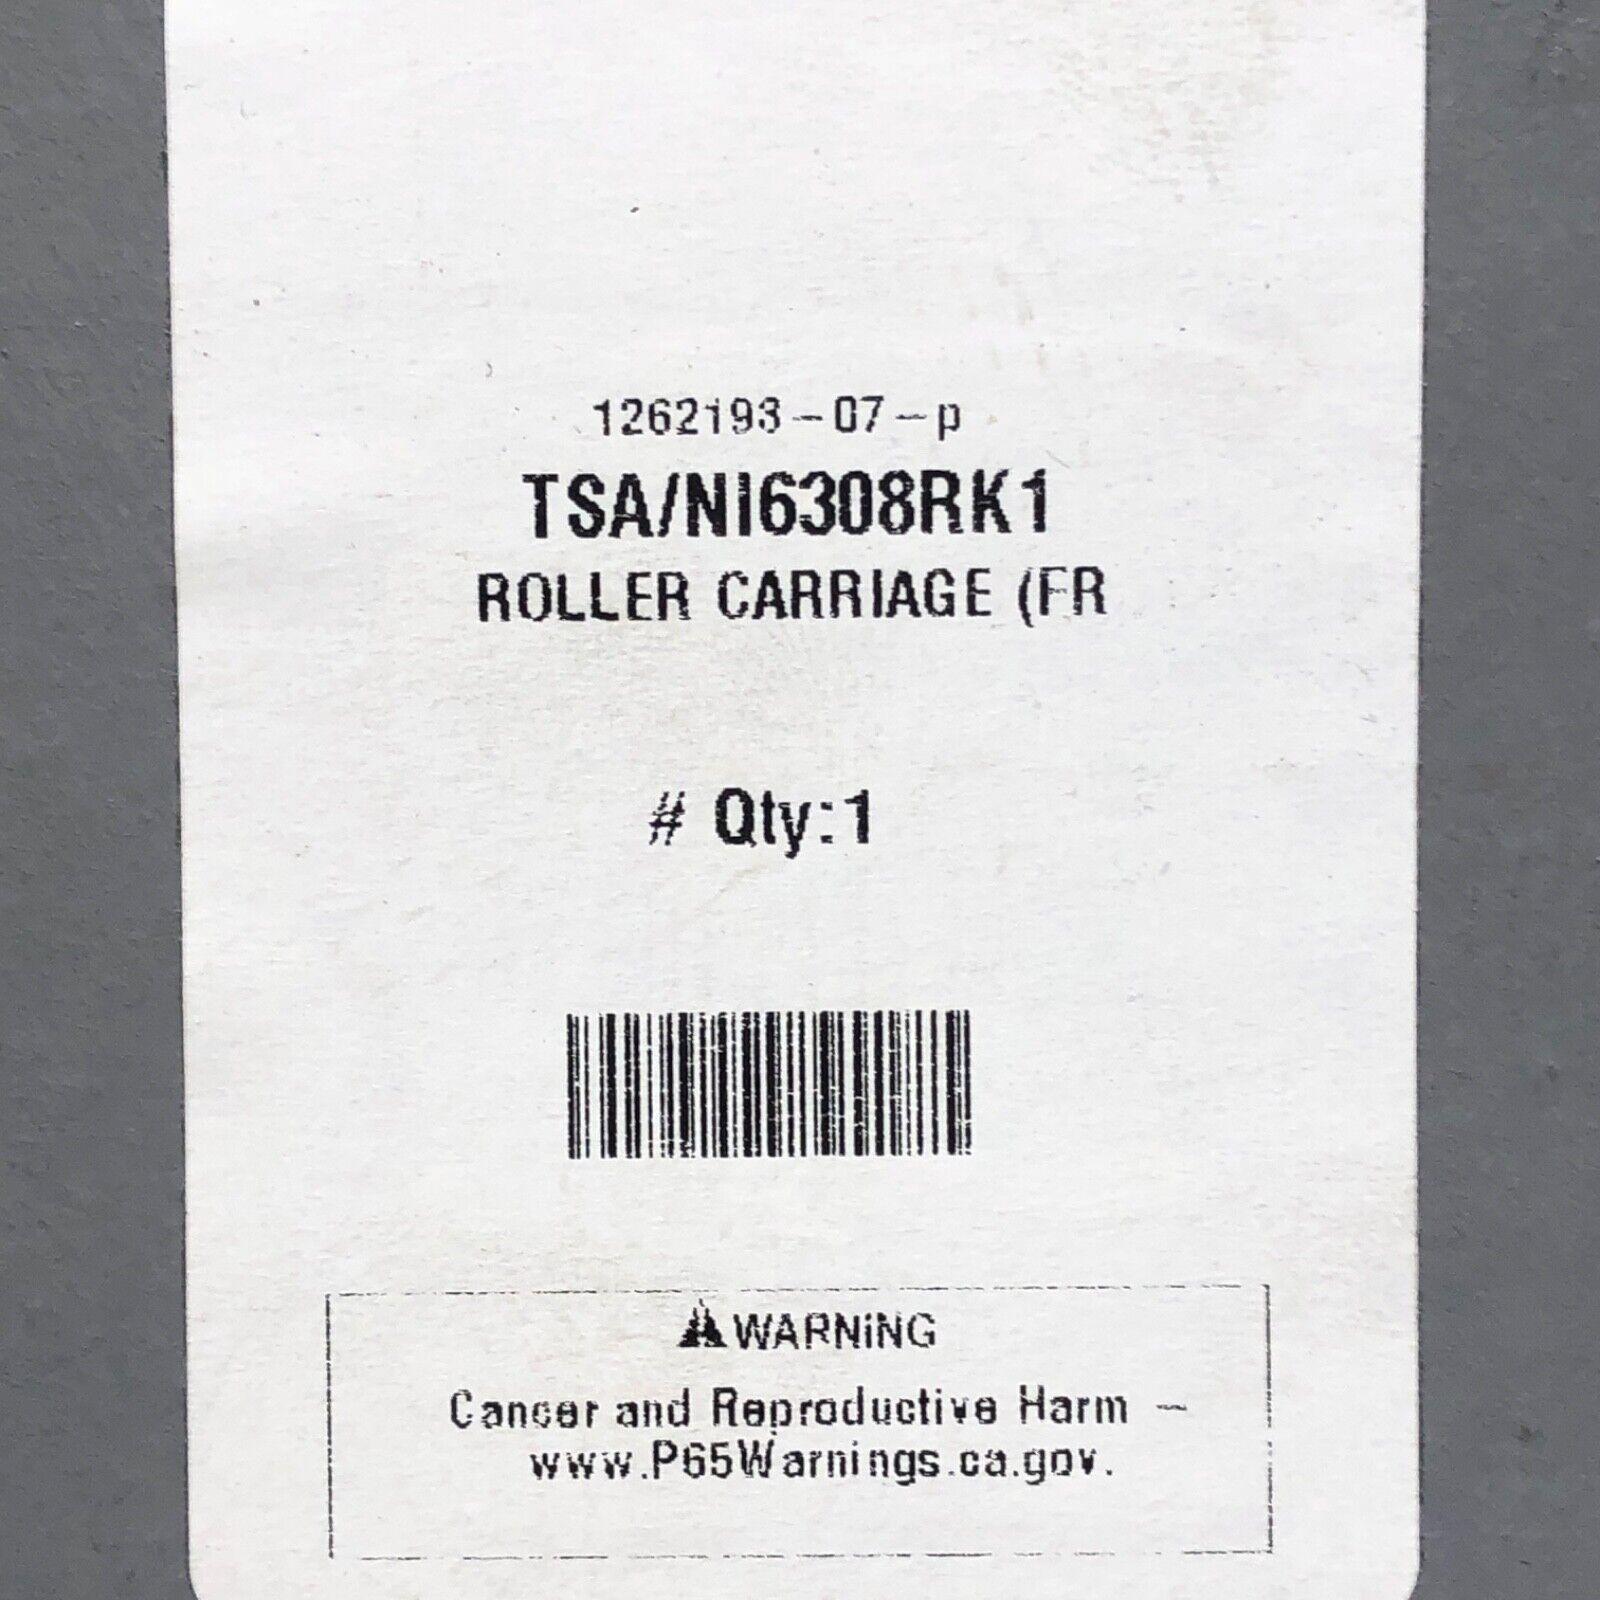 1262193-07-p
TSA/NI6308RK1
ROLLER CARRIAGE (FR
# Qty:1
WARNING
Cancer and Reproductive Harm -
www.P65Warnings.ca.gov.